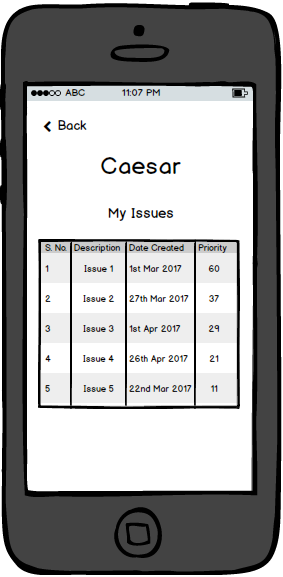 ABC 11:07 PM
Back
Caesar
My Issues
S. No. Description Date Created Priority
1 Issue 1 1st Mar 2017 60
2 Issue 2 27th Mar 2017 37
3 Issue 3 1st Apr 2017 29
4 Issue 4 26th Apr 2017 21
5 Issue 5 22nd Mar 2017 11